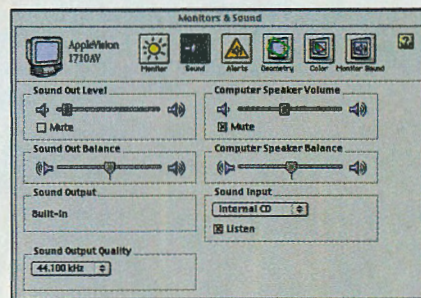 Monitors & Sound
AppleVision
1710AV
Monitor Sound Alerts Geometry Color Monitor Sound
Sound Out Level
Mute
Computer Speaker Volume
Mute
Sound Out Balance
Computer Speaker Balance
Sound Output
Built-in
Sound Input
Internal CD
Listen
Sound Output Quality
44.100 kHz